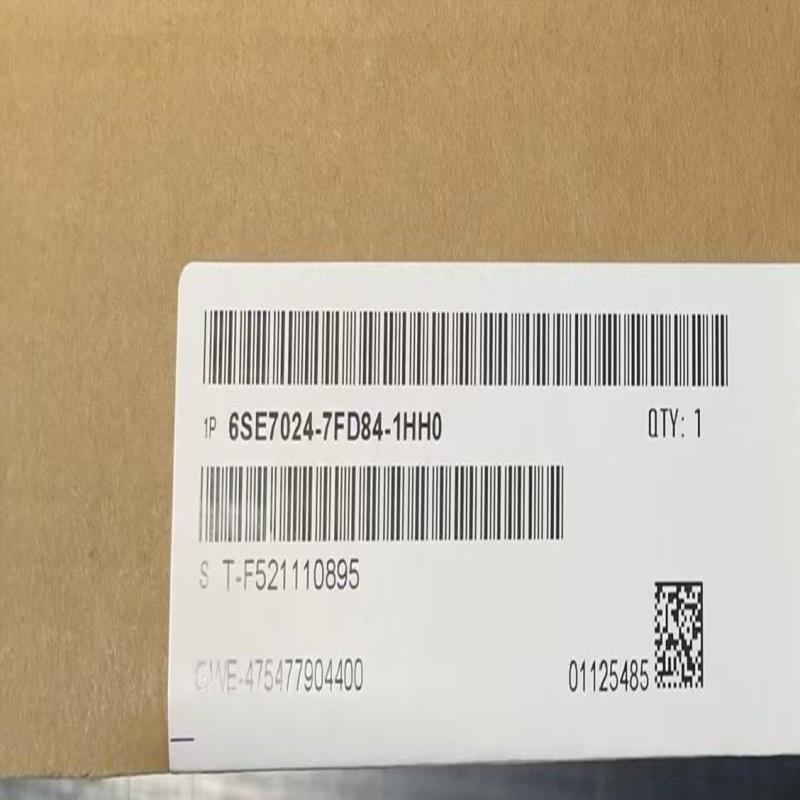 1P 6SE7024-7FD84-1HH0 QTY: 1
S T-F521110895
GWE-475477904400 01125485